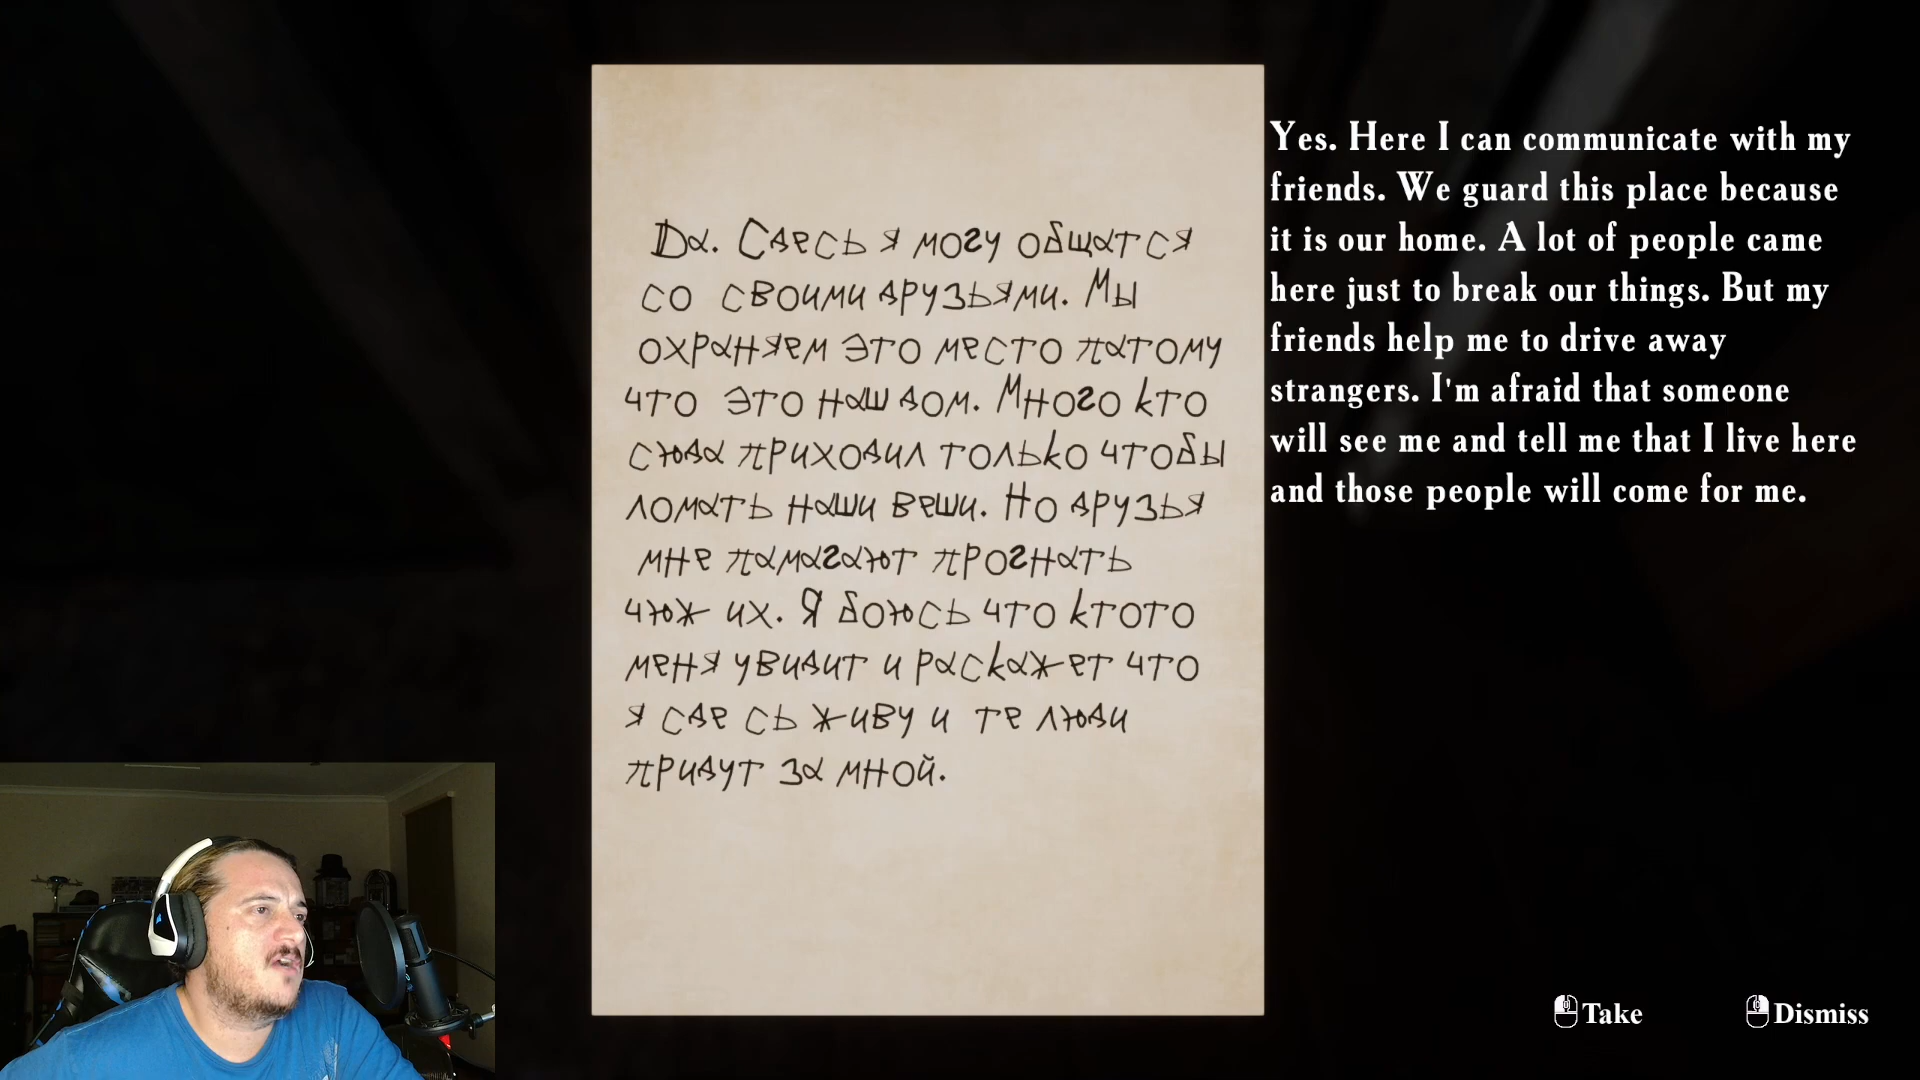 Да. Сдесь я могу общатся
со своими друзьями. Мы
охраняем это место патому
что это наш дом. Много кто
сюда приходил только чтобы
ломать наши веши. Но друзья
мне памагают прогнать
чюж их. Я боюсь что ктото
меня увидит и раскажет что
я сде сь живу и те люди
придут за мной.
Yes. Here I can communicate with my
friends. We guard this place because
it is our home. A lot of people came
here just to break our things. But my
friends help me to drive away
strangers. I'm afraid that someone
will see me and tell me that I live here
and those people will come for me.
Take
Dismiss